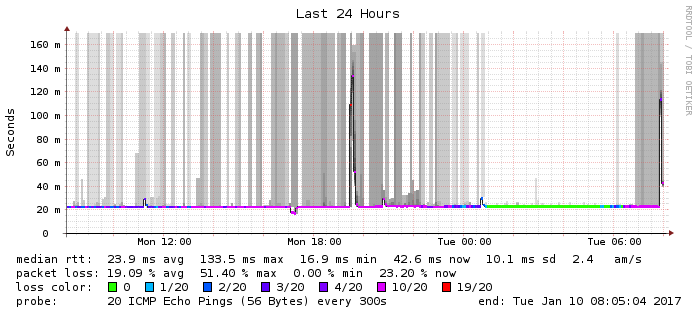 Last 24 Hours
RRDTOOL / TOBI OETIKER
Seconds
160 m
140 m
120 m
100 m
80 m
60 m
40 m
20 m
0
Mon 12:00 Mon 18:00 Tue 00:00 Tue 06:00
median rtt: 23.9 ms avg 133.5 ms max 16.9 ms min 42.6 ms now 10.1 ms sd 2.4 am/s
packet loss: 19.09 % avg 51.40 % max 0.00 % min 23.20 % now
loss color: 0 1/20 2/20 3/20 4/20 10/20 19/20
probe: 20 ICMP Echo Pings (56 Bytes) every 300s end: Tue Jan 10 08:05:04 2017